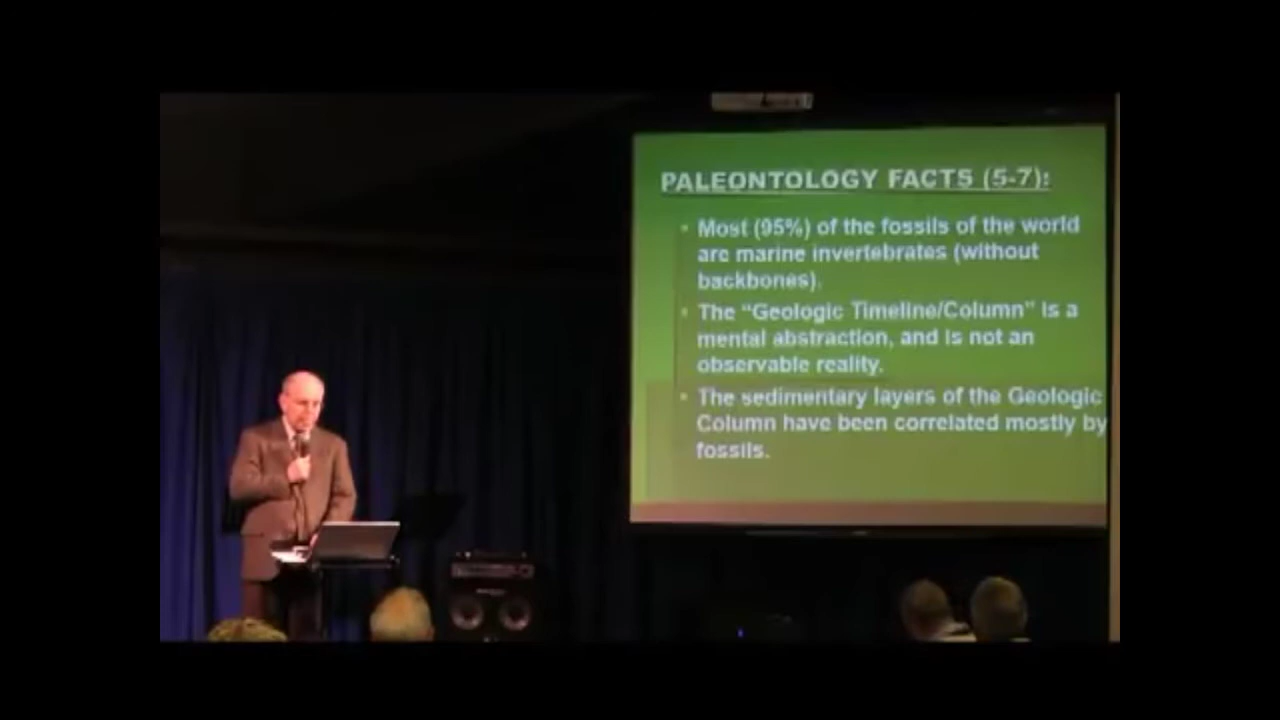 PALEONTOLOGY FACTS (5-7):
• Most (95%) of the fossils of the world
are marine invertebrates (without
backbones).
• The “Geologic Timeline/Column” is a
mental abstraction, and is not an
observable reality.
• The sedimentary layers of the Geologic
Column have been correlated mostly by
fossils.